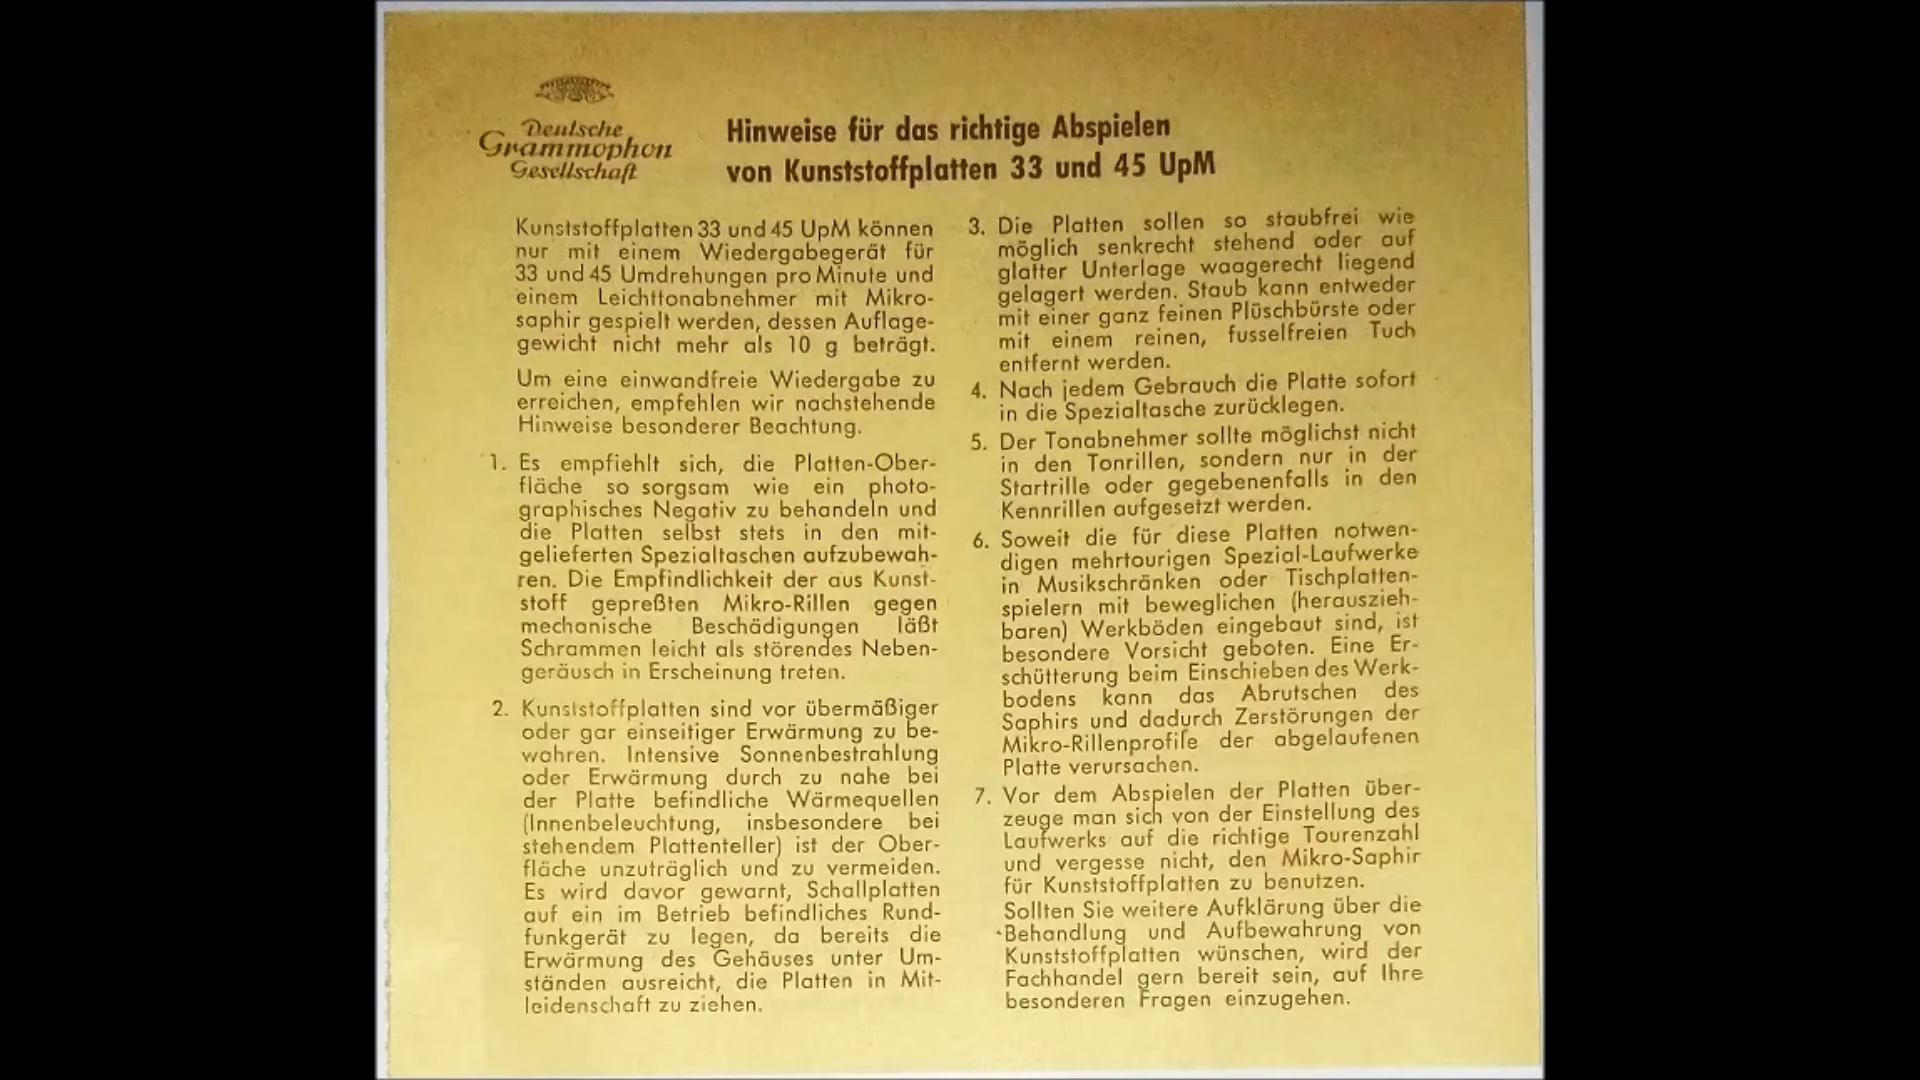 Deutsche
Grammophon
Gesellschaft
Hinweise für das richtige Abspielen
von Kunststoffplatten 33 und 45 UpM
Kunststoffplatten 33 und 45 UpM können
nur mit einem Wiedergabegerät für
33 und 45 Umdrehungen pro Minute und
einem Leichttonabnehmer mit Mikro-
saphir gespielt werden, dessen Auflage-
gewicht nicht mehr als 10 g beträgt.
Um eine einwandfreie Wiedergabe zu
erreichen, empfehlen wir nachstehende
Hinweise besonderer Beachtung.
1. Es empfiehlt sich, die Platten-Ober-
fläche so sorgsam wie ein photo-
graphisches Negativ zu behandeln und
die Platten selbst stets in den mit-
gelieferten Spezialtaschen aufzubewah-
ren. Die Empfindlichkeit der aus Kunst-
stoff gepreßten Mikro-Rillen gegen
mechanische Beschädigungen läßt
Schrammen leicht als störendes Neben-
geräusch in Erscheinung treten.
2. Kunststoffplatten sind vor übermäßiger
oder gar einseitiger Erwärmung zu be-
wahren. Intensive Sonnenbestrahlung
oder Erwärmung durch zu nahe bei
der Platte befindliche Wärmequellen
(Innenbeleuchtung, insbesondere bei
stehendem Plattenteller) ist der Ober-
fläche unzuträglich und zu vermeiden.
Es wird davor gewarnt, Schallplatten
auf ein im Betrieb befindliches Rund-
funkgerät zu legen, da bereits die
Erwärmung des Gehäuses unter Um-
ständen ausreicht, die Platten in Mit-
leidenschaft zu ziehen.
3. Die Platten sollen so staubfrei wie
möglich senkrecht stehend oder auf
glatter Unterlage waagerecht liegend
gelagert werden. Staub kann entweder
mit einer ganz feinen Plüschbürste oder
mit einem reinen, fusselfreien Tuch
entfernt werden.
4. Nach jedem Gebrauch die Platte sofort
in die Spezialtasche zurücklegen.
5. Der Tonabnehmer sollte möglichst nicht
in den Tonrillen, sondern nur in der
Startrille oder gegebenenfalls in den
Kennrillen aufgesetzt werden.
6. Soweit die für diese Platten notwen-
digen mehrtourigen Spezial-Laufwerke
in Musikschränken oder Tischplatten-
spielern mit beweglichen (herauszieh-
baren) Werkböden eingebaut sind, ist
besondere Vorsicht geboten. Eine Er-
schütterung beim Einschieben des Werk-
bodens kann das Abrutschen des
Saphirs und dadurch Zerstörungen der
Mikro-Rillenprofile der abgelaufenen
Platte verursachen.
7. Vor dem Abspielen der Platten über-
zeuge man sich von der Einstellung des
Laufwerks auf die richtige Tourenzahl
und vergesse nicht, den Mikro-Saphir
für Kunststoffplatten zu benutzen.
Sollten Sie weitere Aufklärung über die
Behandlung und Aufbewahrung von
Kunststoffplatten wünschen, wird der
Fachhandel gern bereit sein, auf Ihre
besonderen Fragen einzugehen.